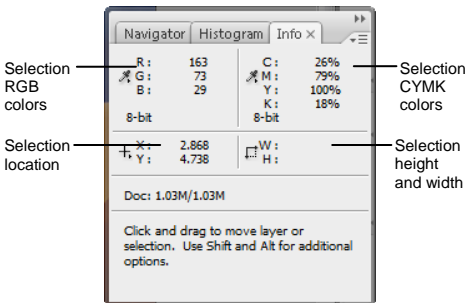 Navigator Histogram Info ×
Selection RGB colors
R: 163
G: 73
B: 29
8-bit
C: 26%
M: 79%
Y: 100%
K: 18%
8-bit
Selection CYMK colors
Selection location
X: 2.868
Y: 4.738
W:
H:
Selection height and width
Doc: 1.03M/1.03M
Click and drag to move layer or
selection. Use Shift and Alt for additional
options.